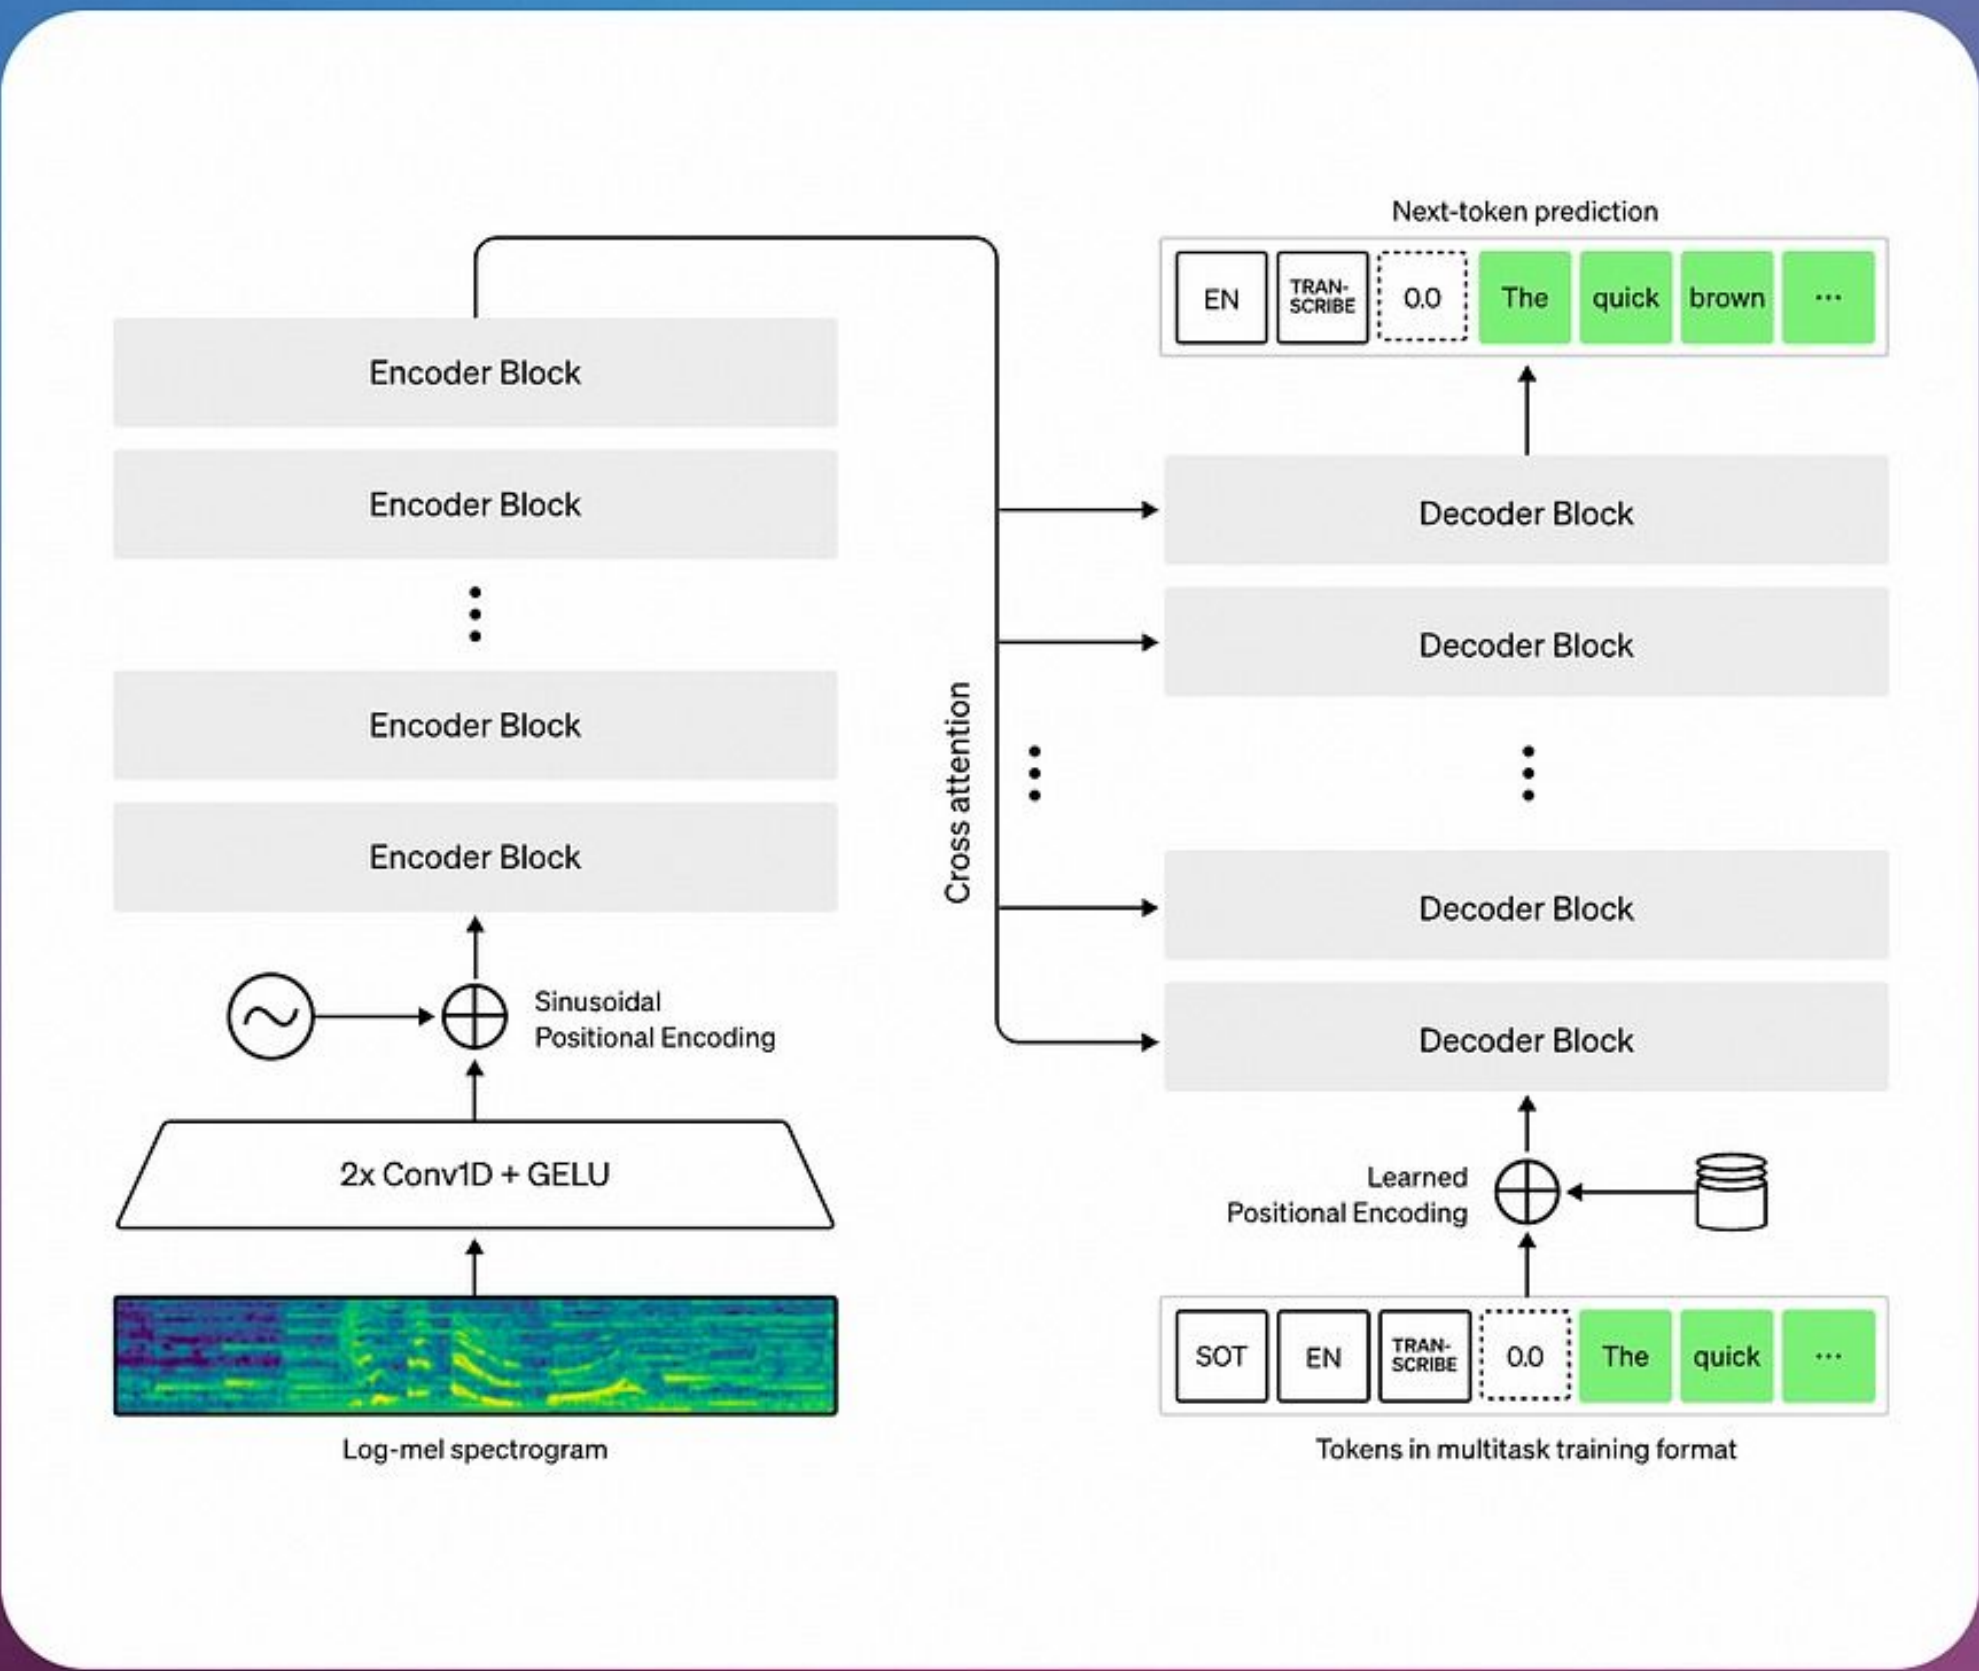 Encoder Block
Encoder Block
Encoder Block
Encoder Block
Sinusoidal
Positional Encoding
2x Conv1D + GELU
Log-mel spectrogram
Cross attention
Next-token prediction
EN TRAN-SCRIBE 0.0 The quick brown ...
Decoder Block
Decoder Block
Decoder Block
Decoder Block
Learned
Positional Encoding
SOT EN TRAN-SCRIBE 0.0 The quick ...
Tokens in multitask training format